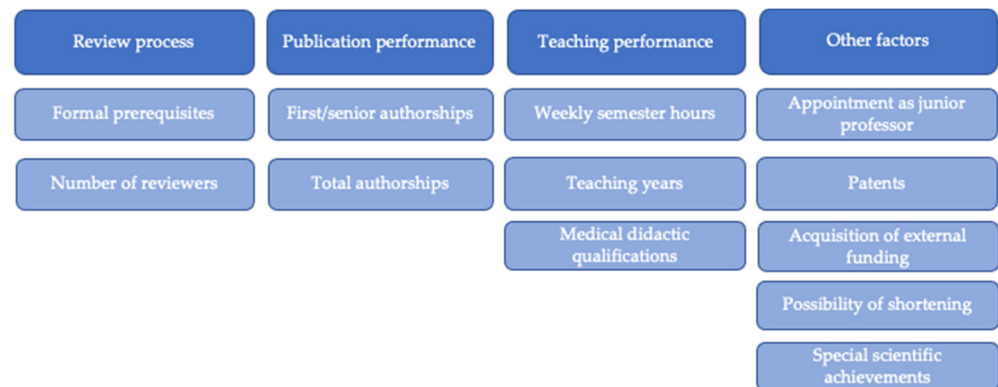 Review process
Publication performance
Teaching performance
Other factors
Formal prerequisites
First/senior authorships
Weekly semester hours
Appointment as junior
professor
Number of reviewers
Total authorships
Teaching years
Patents
Medical didactic
qualifications
Acquisition of external
funding
Possibility of shortening
Special scientific
achievements